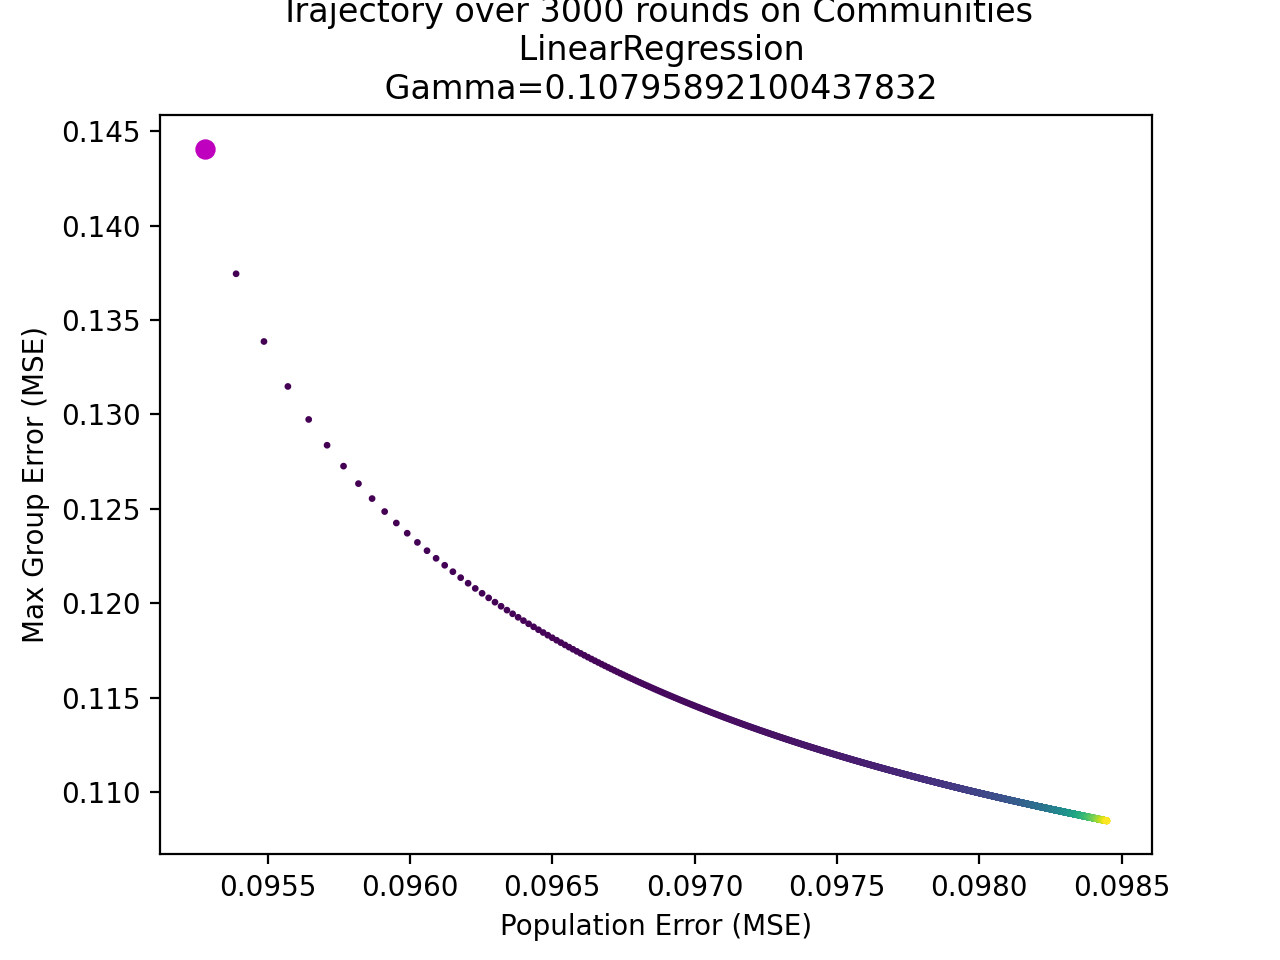 Trajectory over 3000 rounds on Communities
LinearRegression
Gamma=0.10795892100437832
0.145
0.140
0.135
0.130
0.125
0.120
0.115
0.110
Max Group Error (MSE)
0.0955 0.0960 0.0965 0.0970 0.0975 0.0980 0.0985
Population Error (MSE)